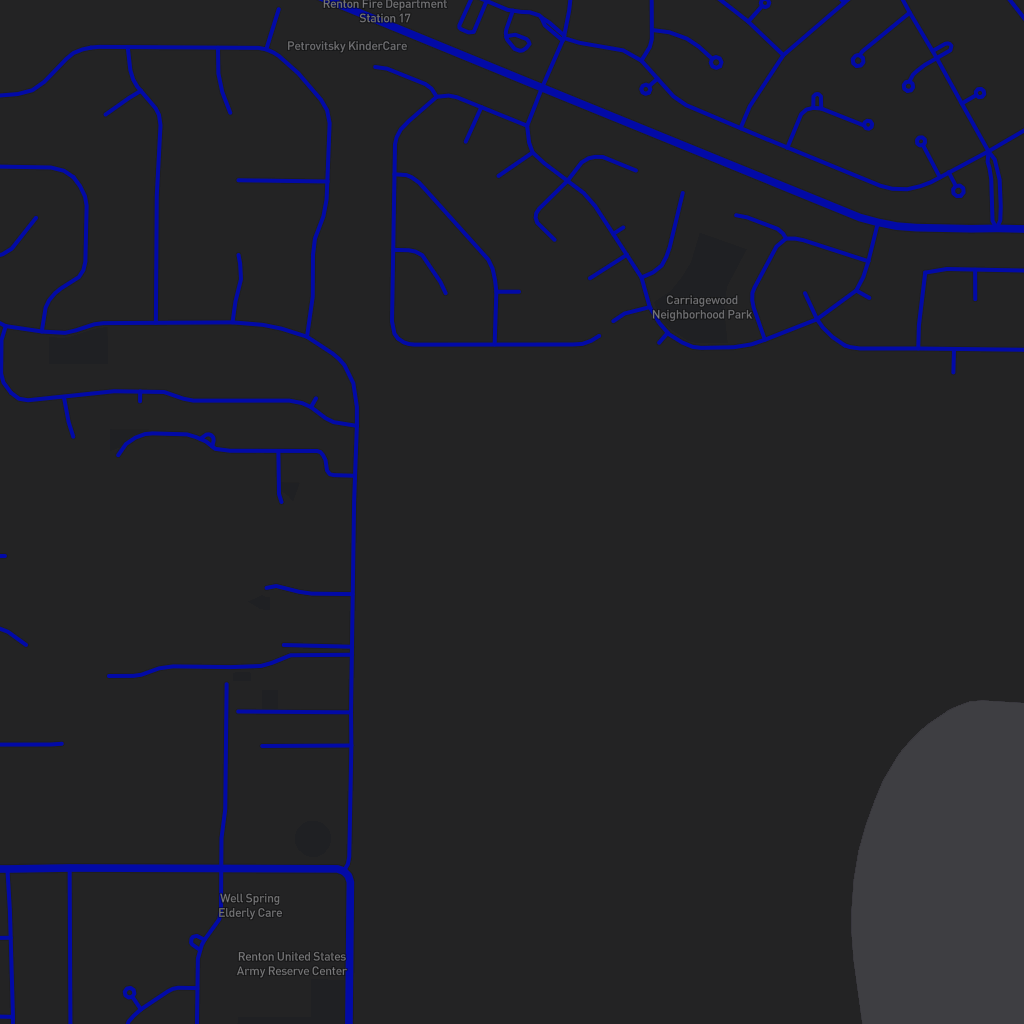 Renton Fire Department
Station 17
Petrovitsky KinderCare
Carriagewood
Neighborhood Park
Well Spring
Elderly Care
Renton United States
Army Reserve Center